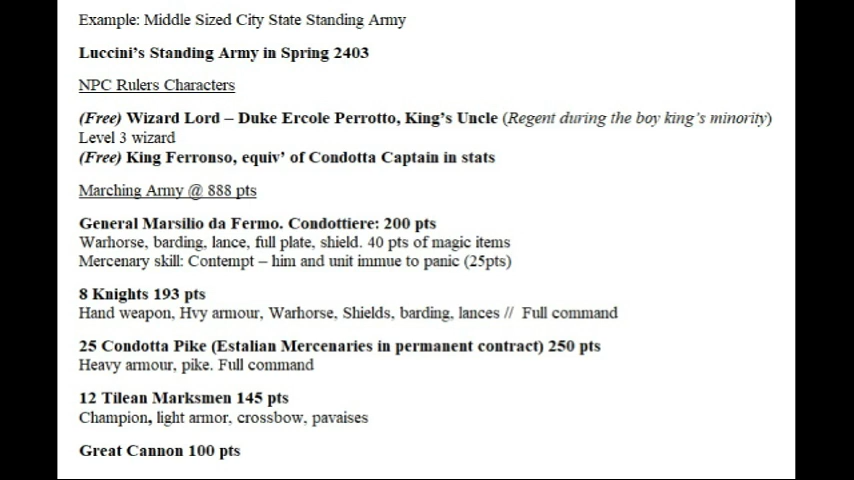 Example: Middle Sized City State Standing Army
Luccini's Standing Army in Spring 2403
NPC Rulers Characters
(Free) Wizard Lord – Duke Ercole Perrotto, King's Uncle (Regent during the boy king's minority)
Level 3 wizard
(Free) King Ferronso, equiv' of Condotta Captain in stats
Marching Army @ 888 pts
General Marsilio da Fermo. Condottiere: 200 pts
Warhorse, barding, lance, full plate, shield. 40 pts of magic items
Mercenary skill: Contempt – him and unit immue to panic (25pts)
8 Knights 193 pts
Hand weapon, Hvy armour, Warhorse, Shields, barding, lances // Full command
25 Condotta Pike (Estalian Mercenaries in permanent contract) 250 pts
Heavy armour, pike. Full command
12 Tilean Marksmen 145 pts
Champion, light armor, crossbow, pavaises
Great Cannon 100 pts